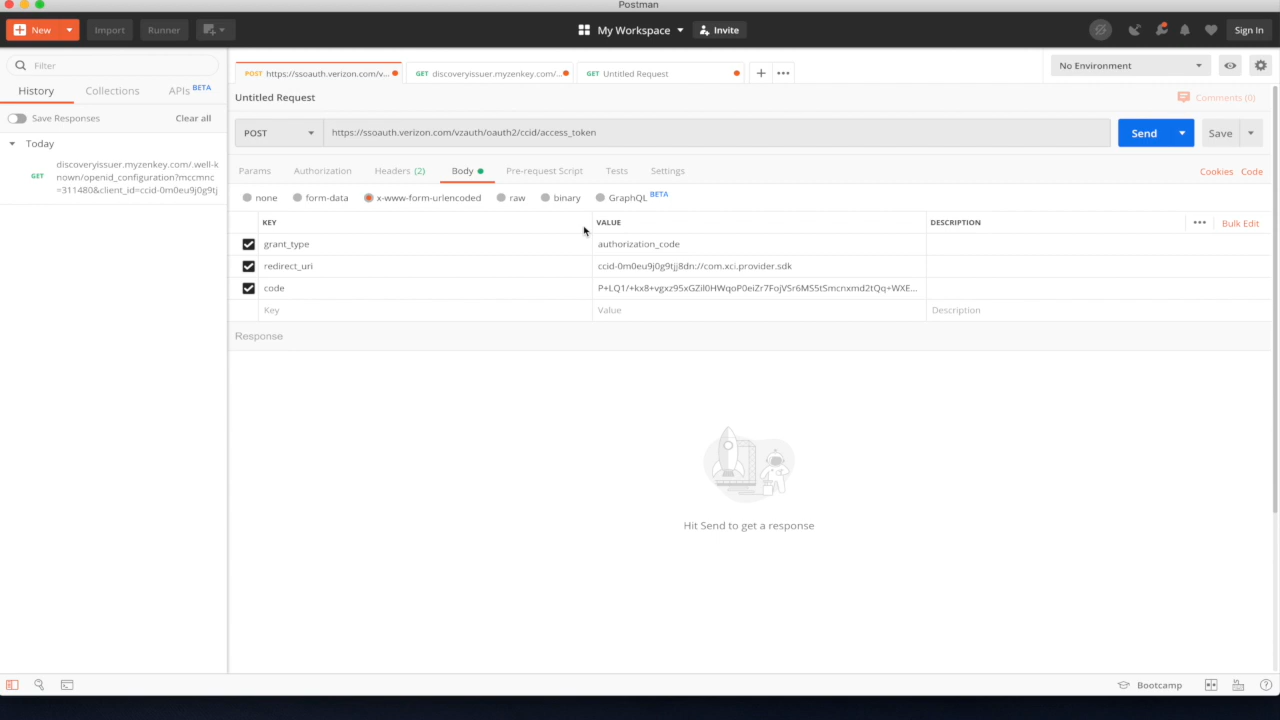 Postman
New
Import
Runner
My Workspace
Invite
Sign In
Filter
History
Collections
APIs BETA
Save Responses
Clear all
Today
GET
discoveryissuer.myzenkey.com/.well-k
nown/openid_configuration?mccmnc
=311480&client_id=ccid-0m0eu9j0g9tj
POST https://ssoauth.verizon.com/v...
GET discoveryissuer.myzenkey.com/...
GET Untitled Request
No Environment
Untitled Request
Comments (0)
POST
https://ssoauth.verizon.com/vzauth/oauth2/ccid/access_token
Send
Save
Params
Authorization
Headers (2)
Body
Pre-request Script
Tests
Settings
Cookies
Code
none
form-data
x-www-form-urlencoded
raw
binary
GraphQL BETA
KEY
VALUE
DESCRIPTION
Bulk Edit
grant_type
authorization_code
redirect_uri
ccid-0m0eu9j0g9tjj8dn://com.xci.provider.sdk
code
P+LQ1/+kx8+vgxz95xGZil0HWqoP0eiZr7FojVSr6MS5tSmcnxmd2tQq+WXE...
Key
Value
Description
Response
Hit Send to get a response
Bootcamp